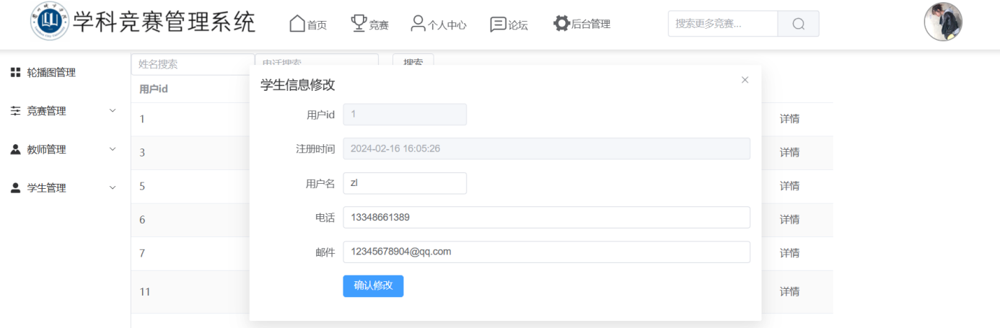 学科竞赛管理系统
首页 竞赛 个人中心 论坛 后台管理 搜索更多竞赛...
轮播图管理
竞赛管理
教师管理
学生管理
姓名搜索 电话搜索 搜索
用户id
1 详情
3 详情
5 详情
6 详情
7 详情
11 详情
学生信息修改
用户id 1
注册时间 2024-02-16 16:05:26
用户名 zl
电话 13348661389
邮件 12345678904@qq.com
确认修改